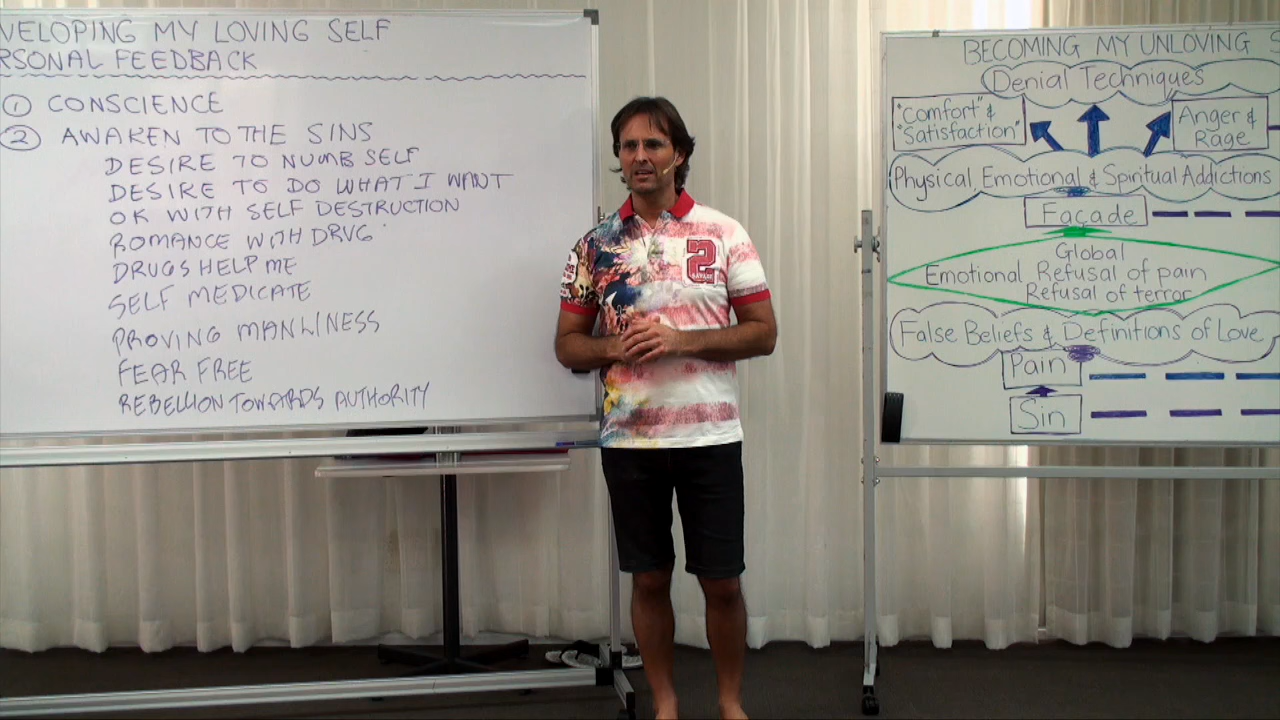 VELOPING MY LOVING SELF
RSONAL FEEDBACK
1 CONSCIENCE
2 AWAKEN TO THE SINS
DESIRE TO NUMB SELF
DESIRE TO DO WHAT I WANT
OK WITH SELF DESTRUCTION
ROMANCE WITH DRUG
DRUGS HELP ME
SELF MEDICATE
PROVING MANLINESS
FEAR FREE
REBELLION TOWARDS AUTHORITY
2
BECOMING MY UNLOVING S
Denial Techniques
"Comfort" &
"Satisfaction"
Anger &
Rage
Physical Emotional & Spiritual Addictions
Façade
Global
Emotional Refusal of pain
Refusal of terror
False Beliefs & Definitions of Love
Pain
Sin